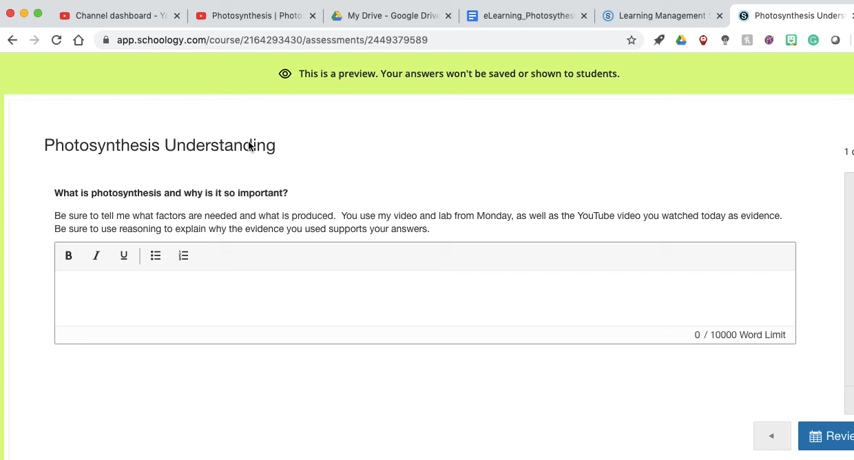 Channel dashboard - Y
Photosynthesis | Photo
My Drive - Google Drive
eLearning_Photosythes
Learning Management
Photosynthesis Unders
app.schoology.com/course/2164293430/assessments/2449379589
This is a preview. Your answers won't be saved or shown to students.
Photosynthesis Understanding
1 o
What is photosynthesis and why is it so important?
Be sure to tell me what factors are needed and what is produced. You use my video and lab from Monday, as well as the YouTube video you watched today as evidence.
Be sure to use reasoning to explain why the evidence you used supports your answers.
B I U
0 / 10000 Word Limit
Revie